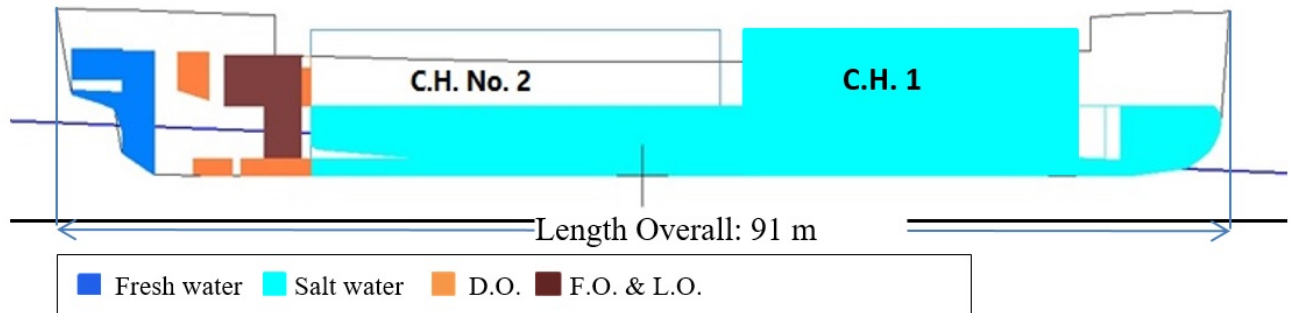 C.H. No. 2
C.H. 1
Length Overall: 91 m
Fresh water Salt water D.O. F.O. & L.O.